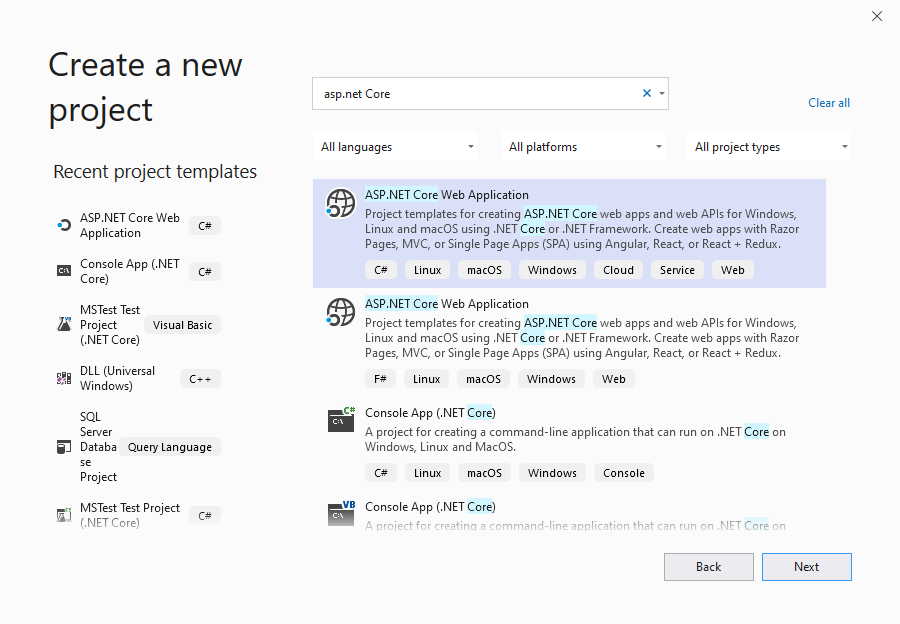 Create a new
project
Recent project templates
ASP.NET Core Web
Application
C#
Console App (.NET
Core)
C#
MSTest Test
Project
(.NET Core)
Visual Basic
DLL (Universal
Windows)
C++
SQL
Server
Databa
se
Project
Query Language
MSTest Test Project
(.NET Core)
C#
asp.net Core
Clear all
All languages
All platforms
All project types
ASP.NET Core Web Application
Project templates for creating ASP.NET Core web apps and web APIs for Windows,
Linux and macOS using .NET Core or .NET Framework. Create web apps with Razor
Pages, MVC, or Single Page Apps (SPA) using Angular, React, or React + Redux.
C# Linux macOS Windows Cloud Service Web
ASP.NET Core Web Application
Project templates for creating ASP.NET Core web apps and web APIs for Windows,
Linux and macOS using .NET Core or .NET Framework. Create web apps with Razor
Pages, MVC, or Single Page Apps (SPA) using Angular, React, or React + Redux.
F# Linux macOS Windows Web
C#
C:\
Console App (.NET Core)
A project for creating a command-line application that can run on .NET Core on
Windows, Linux and MacOS.
C# Linux macOS Windows Console
VB
C:\
Console App (.NET Core)
A project for creating a command-line application that can run on .NET Core on
Back
Next